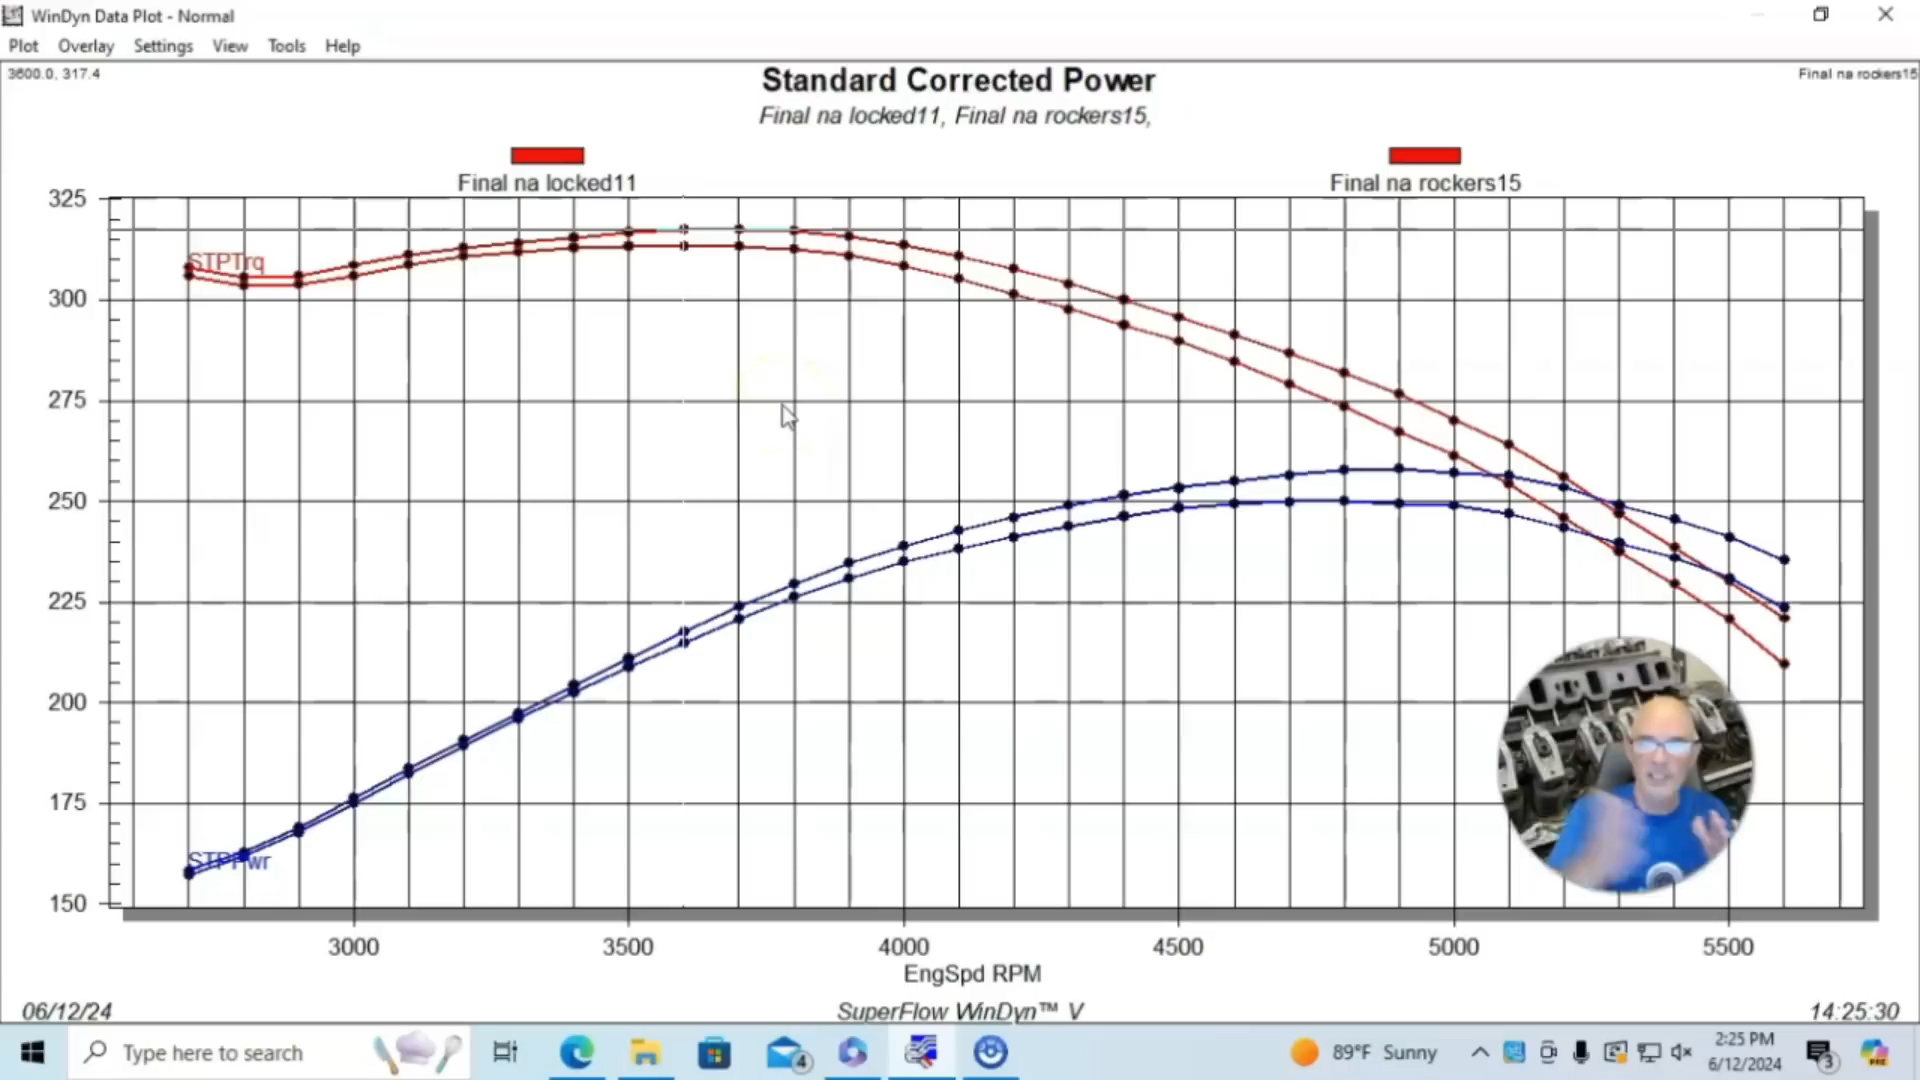 WinDyn Data Plot - Normal
Plot Overlay Settings View Tools Help
3600.0, 317.4
Final na rockers15
Standard Corrected Power
Final na locked11, Final na rockers15,
Final na locked11
Final na rockers15
325
STPTrq
300
275
250
225
200
175
STPPwr
150
3000 3500 4000 4500 5000 5500
EngSpd RPM
06/12/24
SuperFlow WinDyn™ V
14:25:30
Type here to search
4
89°F Sunny
2:25 PM
6/12/2024
3
PRE